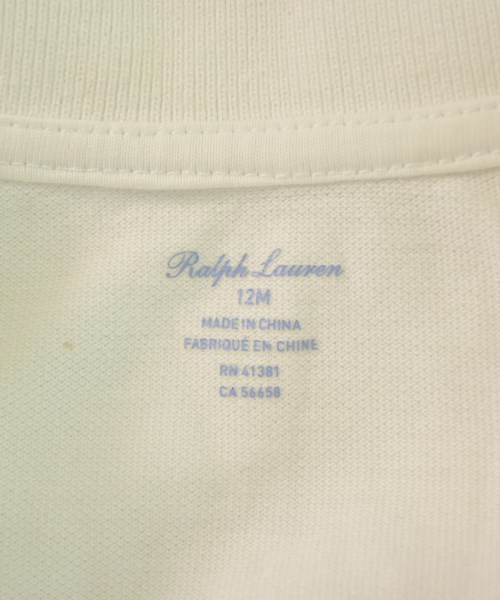 Ralph Lauren
12M
MADE IN CHINA
FABRIQUÉ EN CHINE
RN 41381
CA 56658